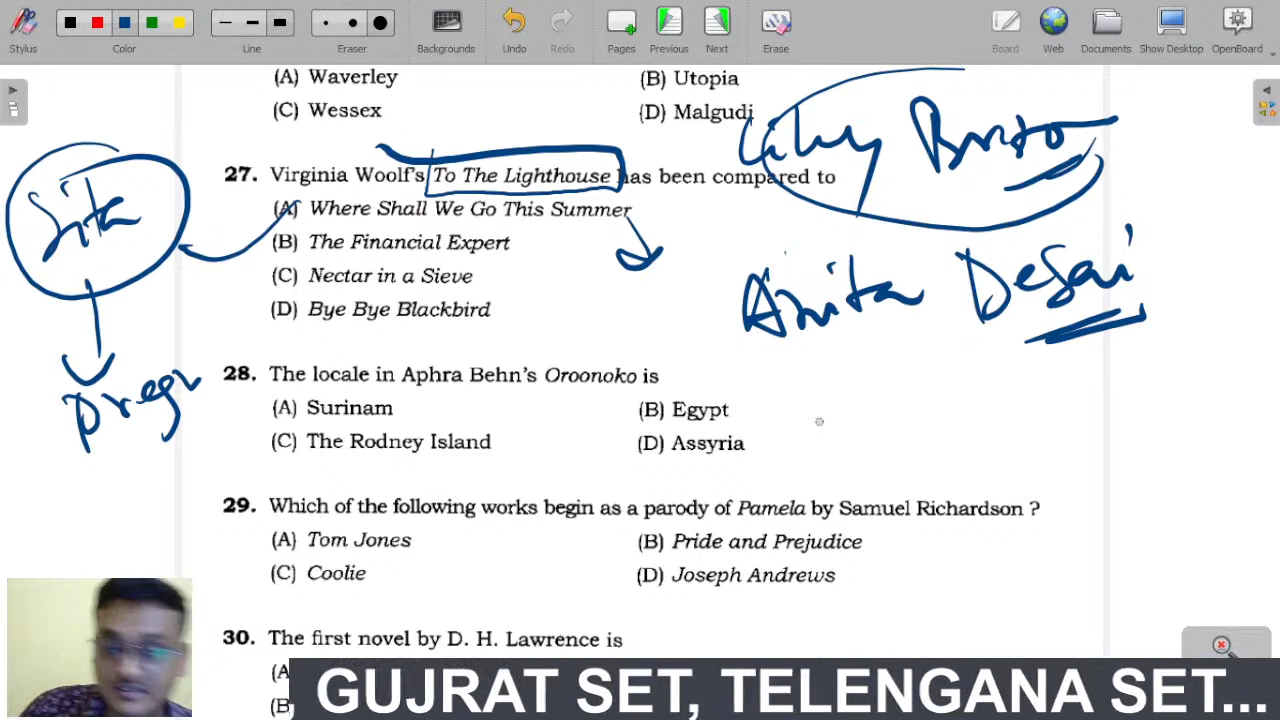 Stylus
Color
Line
Eraser
Backgrounds
Undo
Redo
Pages
Previous
Next
Erase
Board
Web
Documents
Show Desktop
OpenBoard
(A) Waverley (B) Utopia
(C) Wessex (D) Malgudi
27. Virginia Woolf's To The Lighthouse has been compared to
(A) Where Shall We Go This Summer
(B) The Financial Expert
(C) Nectar in a Sieve
(D) Bye Bye Blackbird
Sita
Pregn
Anita Desai
28. The locale in Aphra Behn's Oroonoko is
(A) Surinam (B) Egypt
(C) The Rodney Island (D) Assyria
29. Which of the following works begin as a parody of Pamela by Samuel Richardson ?
(A) Tom Jones (B) Pride and Prejudice
(C) Coolie (D) Joseph Andrews
30. The first novel by D. H. Lawrence is
(A
(B
, GUJRAT SET, TELENGANA SET...